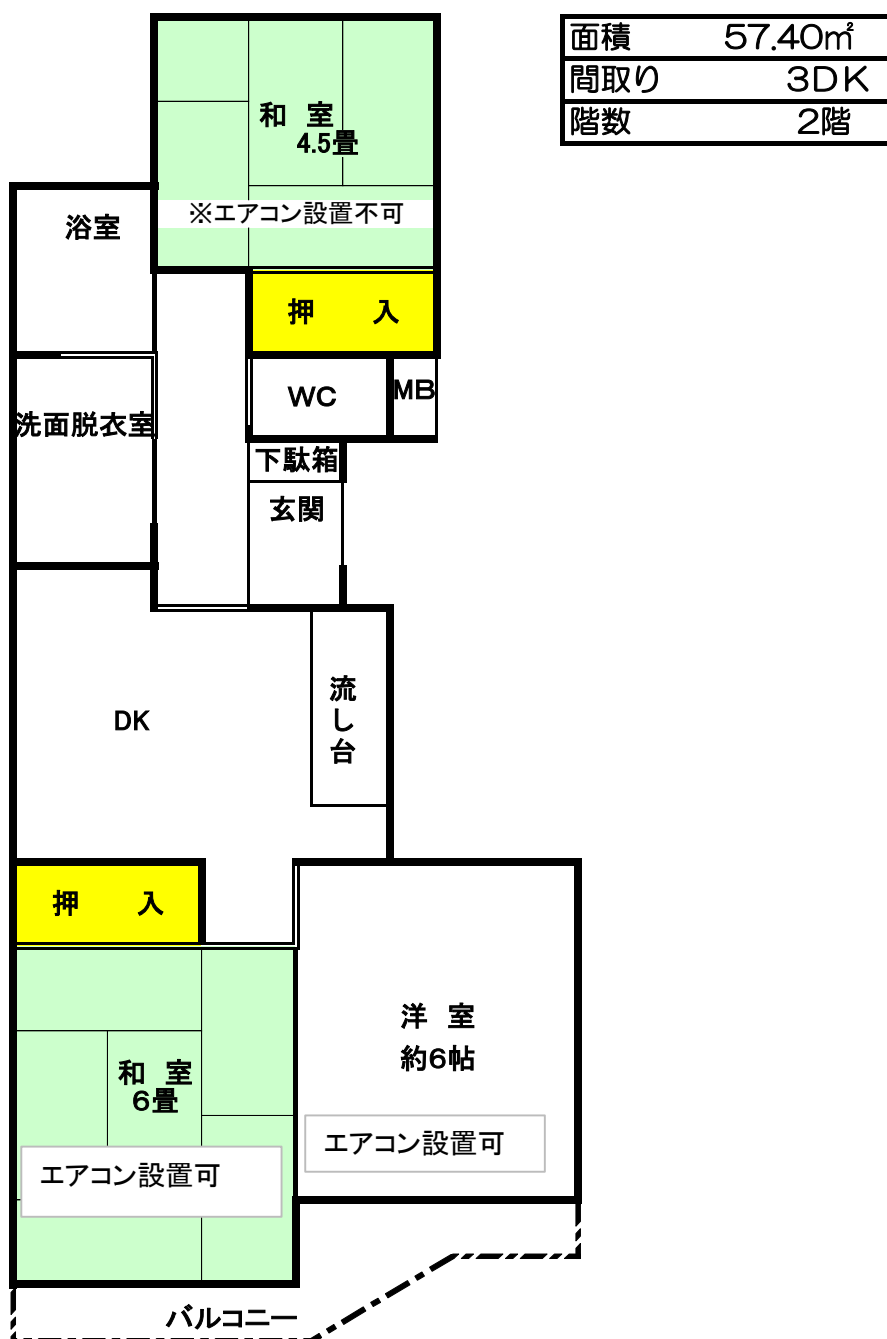 面積 57.40㎡
間取り 3DK
階数 2階
和 室
4.5畳
※エアコン設置不可
浴室
押 入
WC
MB
洗面脱衣室
下駄箱
玄関
流し台
DK
押 入
洋 室
約6帖
和 室
6畳
エアコン設置可
エアコン設置可
バルコニー